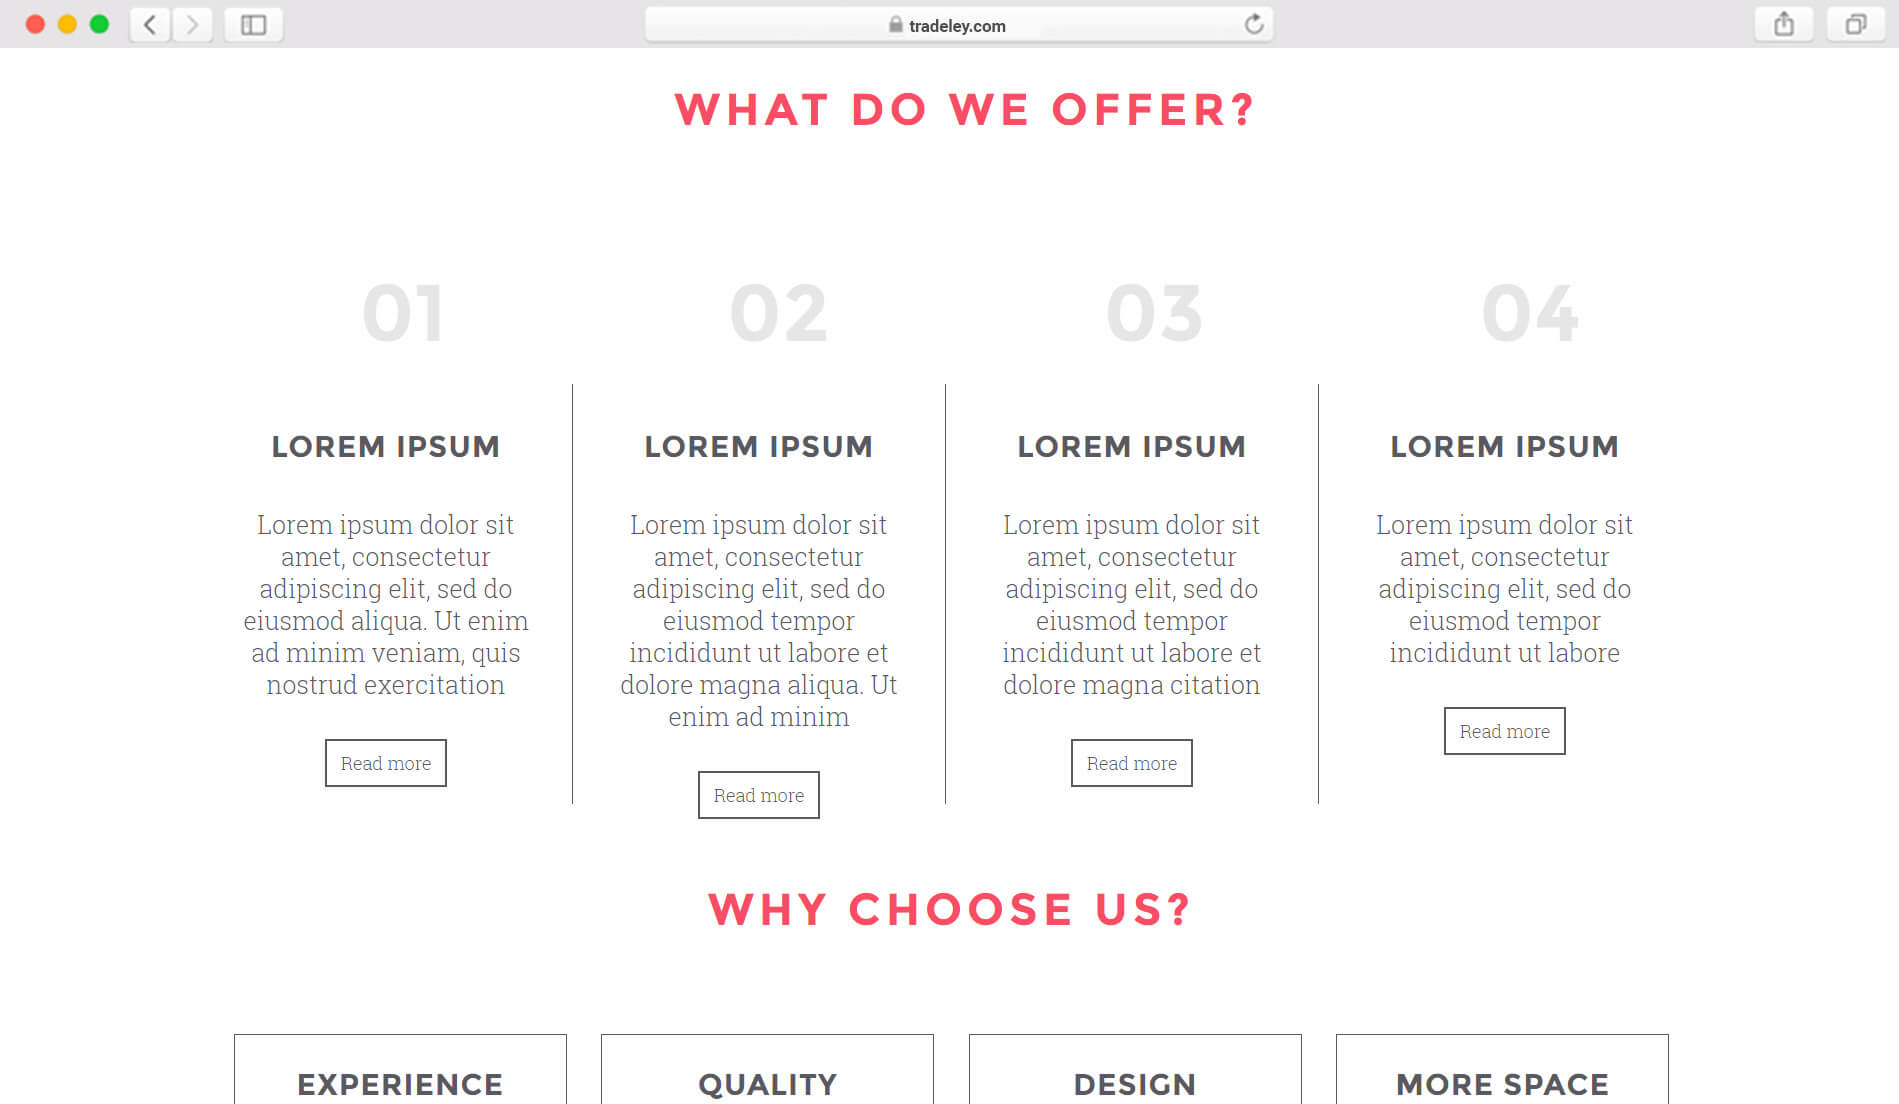 tradeley.com
WHAT DO WE OFFER?
01
02
03
04
LOREM IPSUM
Lorem ipsum dolor sit
amet, consectetur
adipiscing elit, sed do
eiusmod aliqua. Ut enim
ad minim veniam, quis
nostrud exercitation
Read more
LOREM IPSUM
Lorem ipsum dolor sit
amet, consectetur
adipiscing elit, sed do
eiusmod tempor
incididunt ut labore et
dolore magna aliqua. Ut
enim ad minim
Read more
LOREM IPSUM
Lorem ipsum dolor sit
amet, consectetur
adipiscing elit, sed do
eiusmod tempor
incididunt ut labore et
dolore magna citation
Read more
LOREM IPSUM
Lorem ipsum dolor sit
amet, consectetur
adipiscing elit, sed do
eiusmod tempor
incididunt ut labore
Read more
WHY CHOOSE US?
EXPERIENCE
QUALITY
DESIGN
MORE SPACE